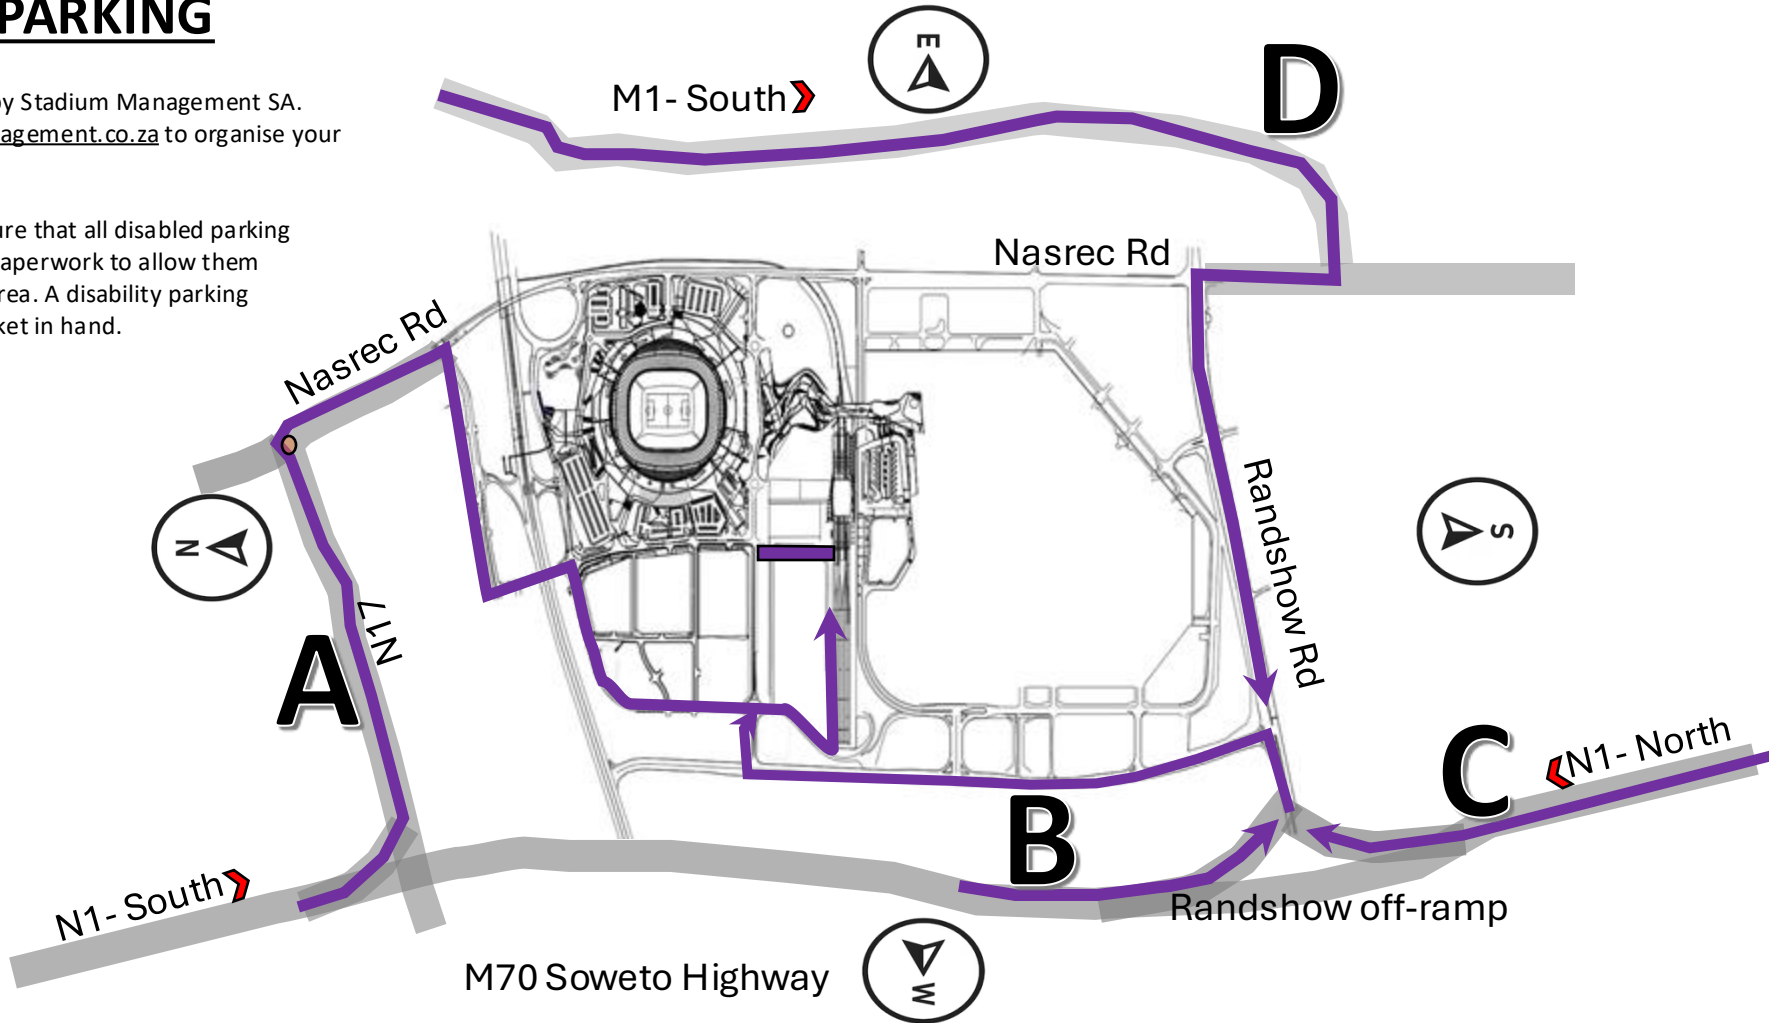 PARKING
by Stadium Management SA.
agement.co.za to organise your
ure that all disabled parking
aperwork to allow them
rea. A disability parking
ket in hand.
E
M1- South
D
Nasrec Rd
Nasrec Rd
N
S
Randshow Rd
N17
A
N1- North
C
B
N1- South
Randshow off-ramp
M70 Soweto Highway
W